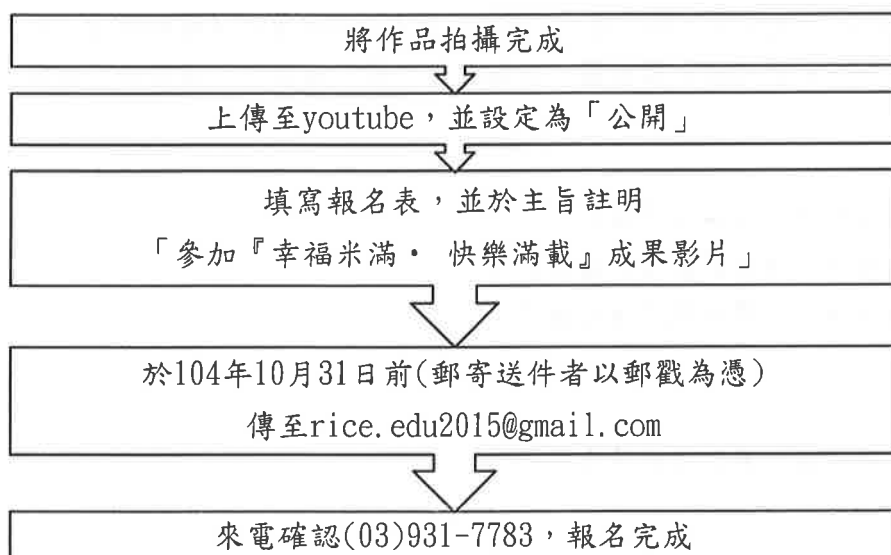 將作品拍攝完成
上傳至youtube，並設定為「公開」
填寫報名表，並於主旨註明
「參加『幸福米滿• 快樂滿載』成果影片」
於104年10月31日前(郵寄送件者以郵戳為憑)
傳至rice.edu2015@gmail.com
來電確認(03)931-7783，報名完成